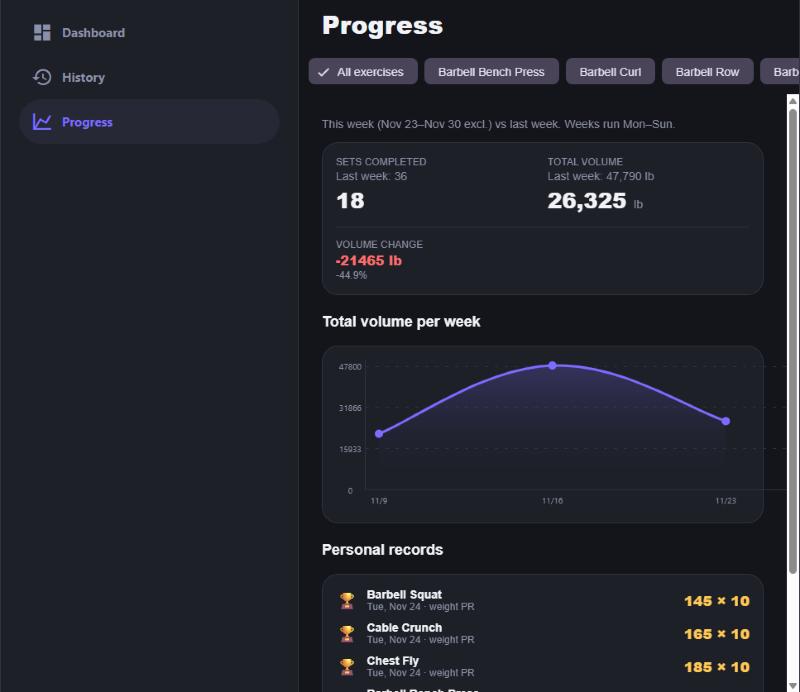 Dashboard
History
Progress
Progress
All exercises
Barbell Bench Press
Barbell Curl
Barbell Row
Barb
This week (Nov 23–Nov 30 excl.) vs last week. Weeks run Mon–Sun.
SETS COMPLETED
Last week: 36
18
TOTAL VOLUME
Last week: 47,790 lb
26,325 lb
VOLUME CHANGE
-21465 lb
-44.9%
Total volume per week
47800
31866
15933
0
11/9
11/16
11/23
Personal records
Barbell Squat
Tue, Nov 24 · weight PR
145 × 10
Cable Crunch
Tue, Nov 24 · weight PR
165 × 10
Chest Fly
Tue, Nov 24 · weight PR
185 × 10
Barbell Bench Press